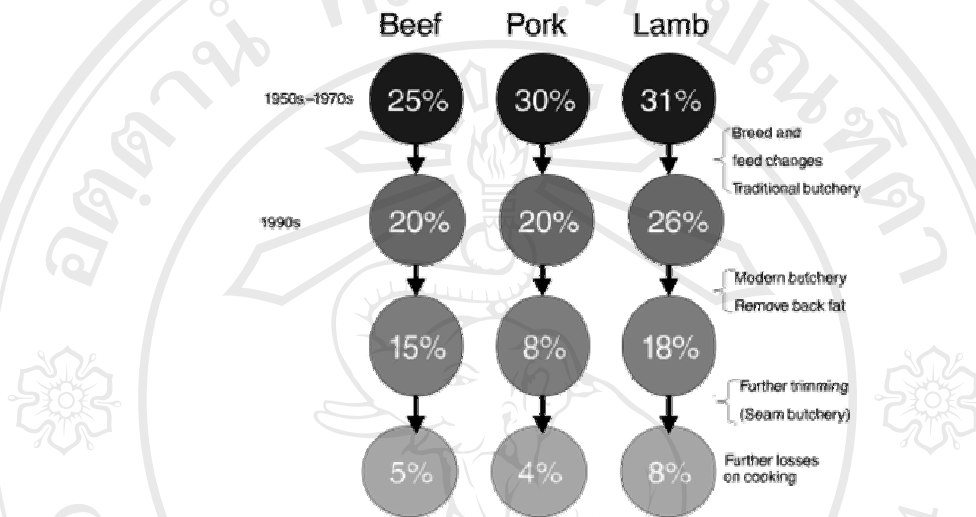 Beef Pork Lamb
1950s–1970s 25% 30% 31%
Breed and
feed changes
Traditional butchery
1990s 20% 20% 26%
Modern butchery
Remove back fat
15% 8% 18%
Further trimming
(Seam butchery)
5% 4% 8%
Further losses
on cooking